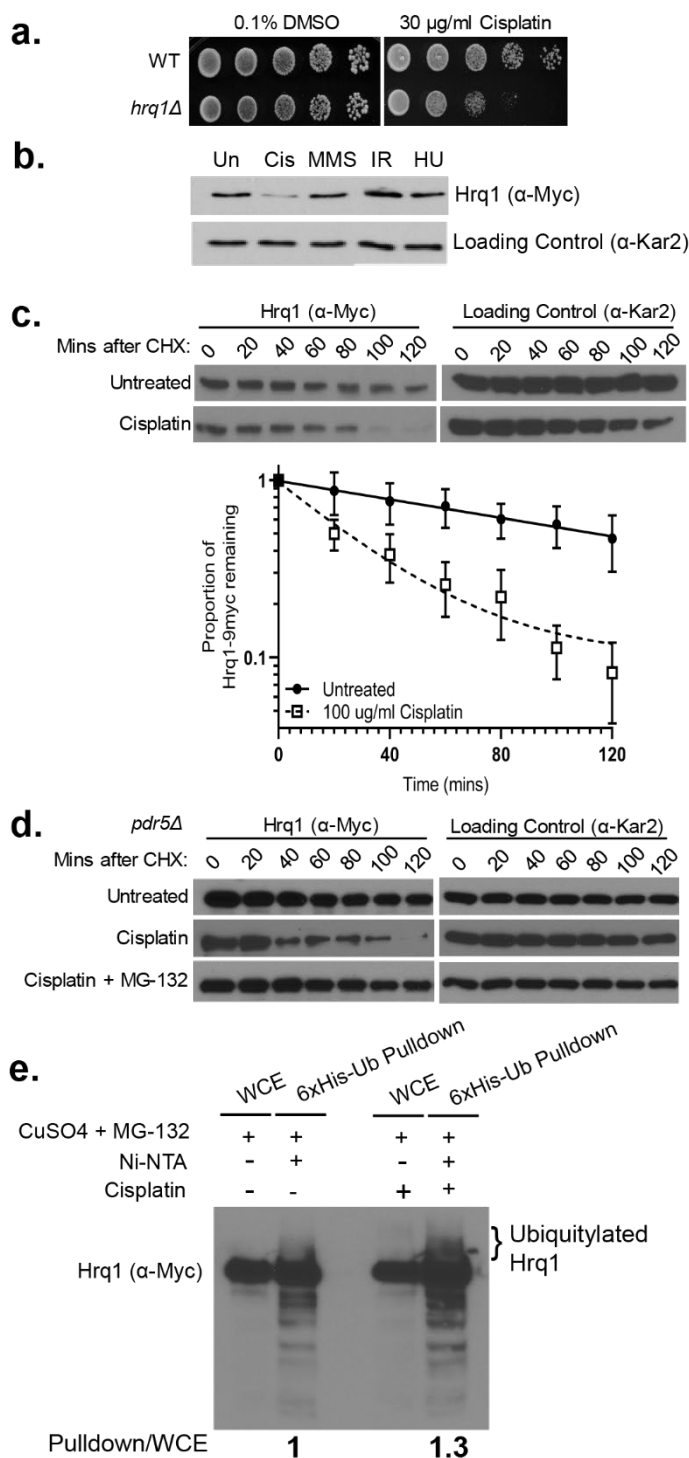 a.
0.1% DMSO 30 µg/ml Cisplatin
WT
hrq1Δ
b.
Un Cis MMS IR HU
Hrq1 (α-Myc)
Loading Control (α-Kar2)
c.
Hrq1 (α-Myc) Loading Control (α-Kar2)
Mins after CHX: 0 20 40 60 80 100 120 0 20 40 60 80 100 120
Untreated
Cisplatin
Proportion of
Hrq1-9myc remaining
1
0.1
Untreated
100 ug/ml Cisplatin
0 40 80 120
Time (mins)
d.
pdr5Δ Hrq1 (α-Myc) Loading Control (α-Kar2)
Mins after CHX: 0 20 40 60 80 100 120 0 20 40 60 80 100 120
Untreated
Cisplatin
Cisplatin + MG-132
e.
WCE 6xHis-Ub Pulldown WCE 6xHis-Ub Pulldown
CuSO4 + MG-132 + + + +
Ni-NTA - + - +
Cisplatin - - + +
} Ubiquitylated
Hrq1
Hrq1 (α-Myc)
Pulldown/WCE 1 1.3